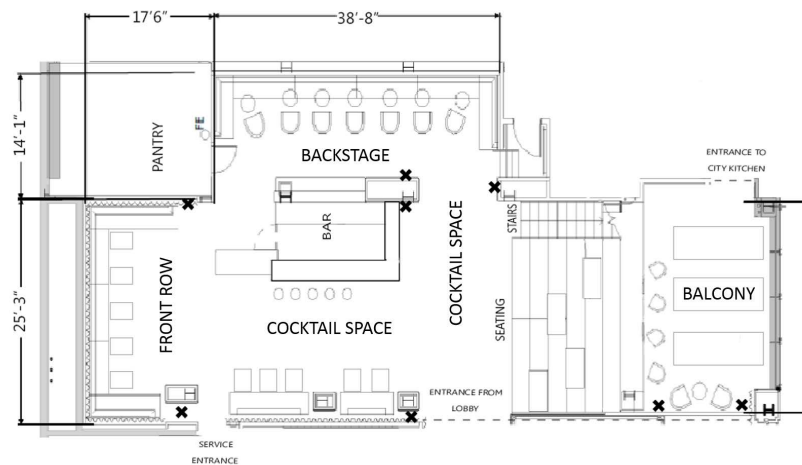 17'6"
38'-8"
14'-1"
FE
PANTRY
BACKSTAGE
ENTRANCE TO
CITY KITCHEN
BAR
STAIRS
COCKTAIL SPACE
25'-3"
FRONT ROW
BALCONY
SEATING
COCKTAIL SPACE
ENTRANCE FROM
LOBBY
SERVICE
ENTRANCE